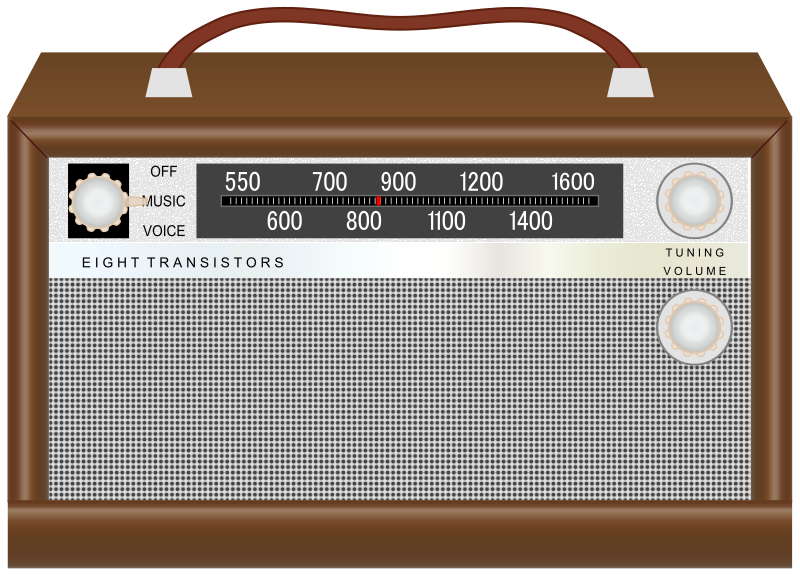 OFF
MUSIC
VOICE
550 700 900 1200 1600
600 800 1100 1400
TUNING
VOLUME
EIGHT TRANSISTORS